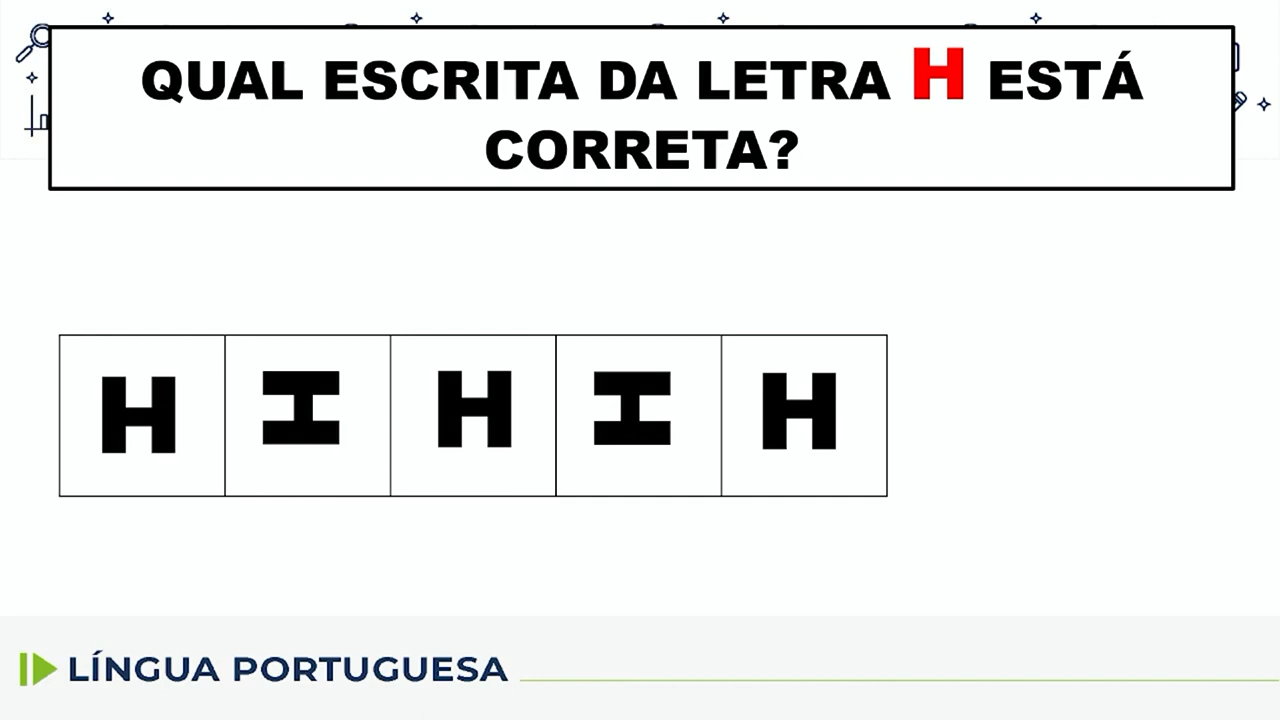 QUAL ESCRITA DA LETRA H ESTÁ
CORRETA?
H H H H H
LÍNGUA PORTUGUESA